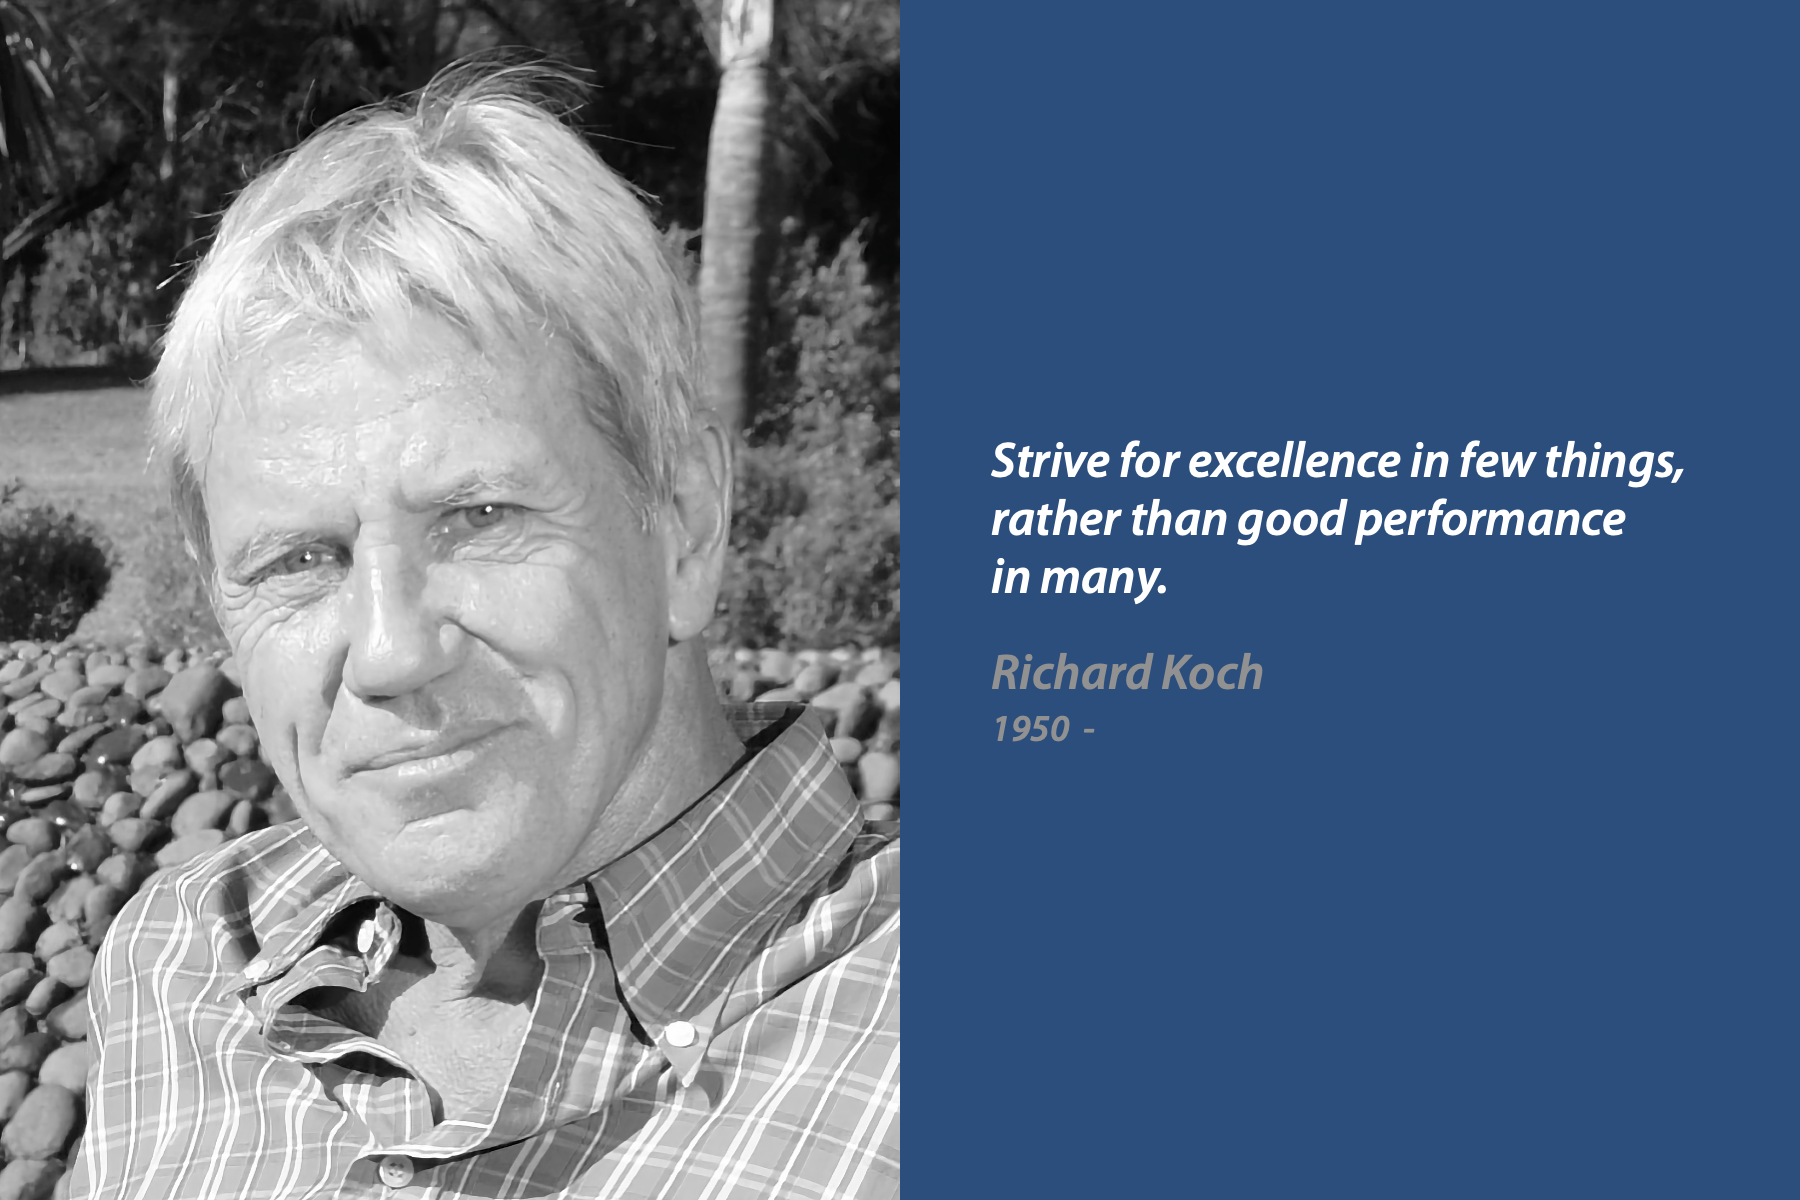 Strive for excellence in few things,
rather than good performance
in many.
Richard Koch
1950 -